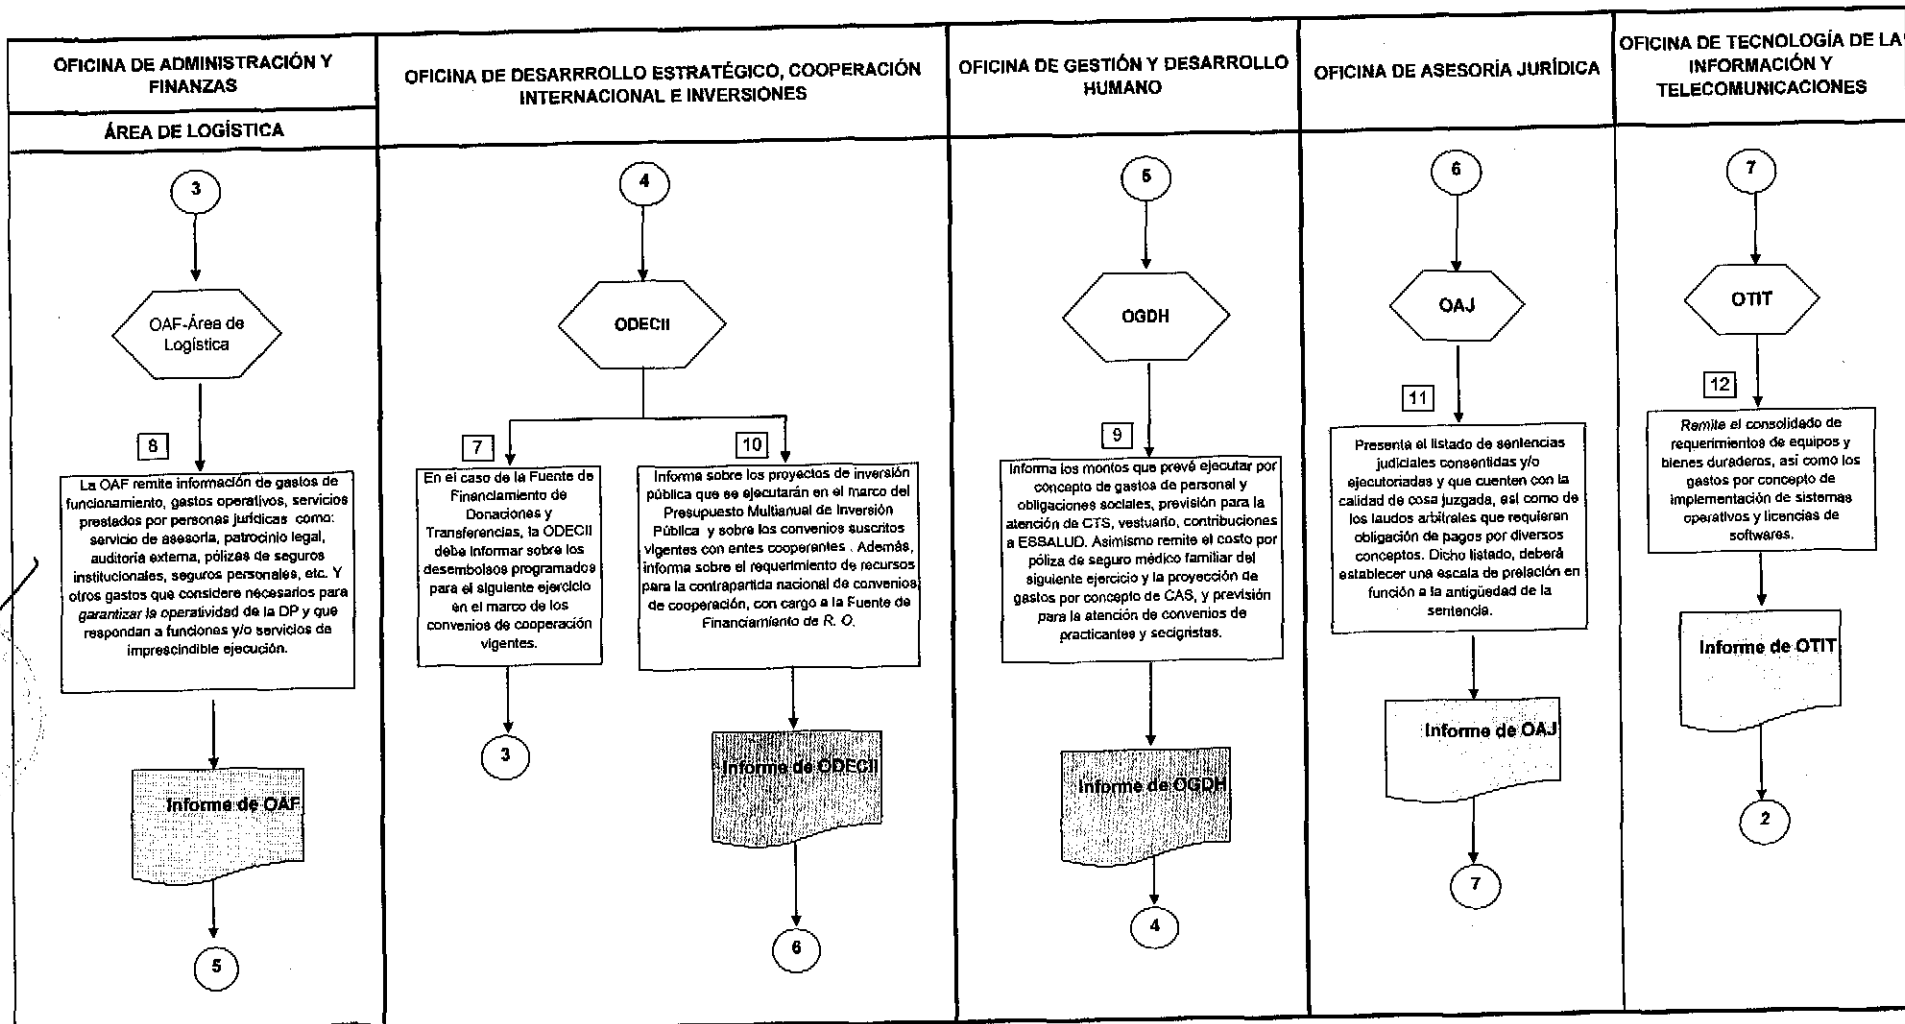 OFICINA DE ADMINISTRACIÓN Y
FINANZAS
ÁREA DE LOGÍSTICA
3
OAF-Área de
Logística
8
La OAF remite información de gastos de
funcionamiento, gastos operativos, servicios
prestados por personas jurídicas como:
servicio de asesoría, patrocinio legal,
auditoria externa, pólizas de seguros
institucionales, seguros personales, etc. Y
otros gastos que considere necesarios para
garantizar la operatividad de la DP y que
respondan a funciones y/o servicios de
imprescindible ejecución.
Informe de OAF
5
OFICINA DE DESARRROLLO ESTRATÉGICO, COOPERACIÓN
INTERNACIONAL E INVERSIONES
4
ODECII
7
En el caso de la Fuente de
Financiamiento de
Donaciones y
Transferencias, la ODECII
debe informar sobre los
desembolsos programados
para el siguiente ejercicio
en el marco de los
convenios de cooperación
vigentes.
3
10
Informa sobre los proyectos de inversión
pública que se ejecutarán en el marco del
Presupuesto Multianual de Inversión
Pública y sobre los convenios suscritos
vigentes con entes cooperantes . Además,
informa sobre el requerimiento de recursos
para la contrapartida nacional de convenios
de cooperación, con cargo a la Fuente de
Financiamiento de R. O.
Informe de ODECII
6
OFICINA DE GESTIÓN Y DESARROLLO
HUMANO
5
OGDH
9
Informa los montos que prevé ejecutar por
concepto de gastos de personal y
obligaciones sociales, previsión para la
atención de CTS, vestuario, contribuciones
a ESSALUD. Asimismo remite el costo por
póliza de seguro médico familiar del
siguiente ejercicio y la proyección de
gastos por concepto de CAS, y previsión
para la atención de convenios de
practicantes y secigristas.
Informe de OGDH
4
OFICINA DE ASESORÍA JURÍDICA
6
OAJ
11
Presenta el listado de sentencias
judiciales consentidas y/o
ejecutoriadas y que cuenten con la
calidad de cosa juzgada, así como de
los laudos arbitrales que requieran
obligación de pagos por diversos
conceptos. Dicho listado, deberá
establecer una escala de prelación en
función a la antigüedad de la
sentencia.
Informe de OAJ
7
OFICINA DE TECNOLOGÍA DE LA
INFORMACIÓN Y
TELECOMUNICACIONES
7
OTIT
12
Remite el consolidado de
requerimientos de equipos y
bienes duraderos, así como los
gastos por concepto de
implementación de sistemas
operativos y licencias de
softwares.
Informe de OTIT
2